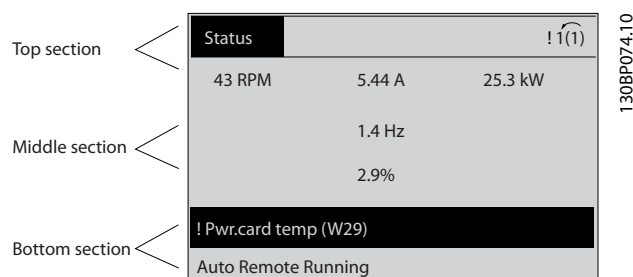 Top section
Status ! 1(1)
43 RPM 5.44 A 25.3 kW
Middle section
1.4 Hz
2.9%
! Pwr.card temp (W29)
Bottom section
Auto Remote Running
130BP074.10